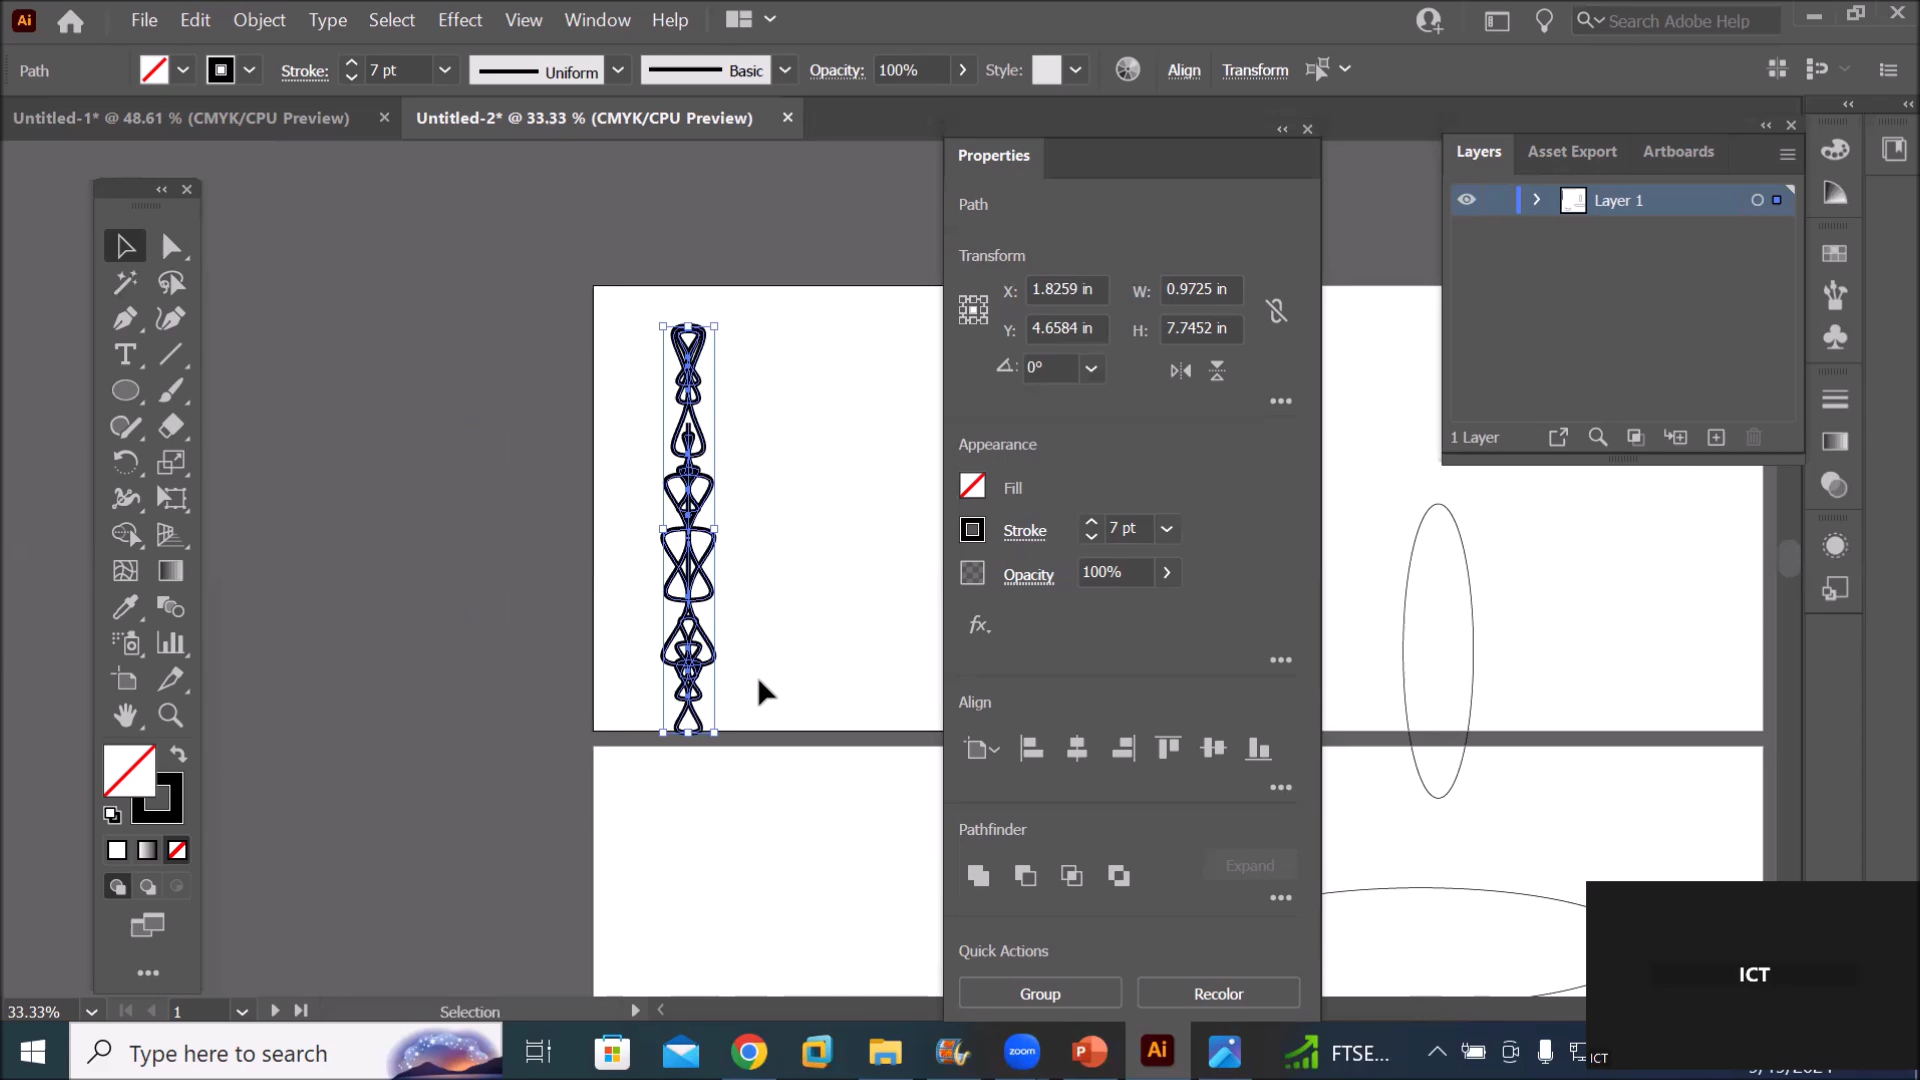 Ai File Edit Object Type Select Effect View Window Help Search Adobe Help
Path Stroke: 7 pt Uniform Basic Opacity: 100% Style: Align Transform
Untitled-1* @ 48.61 % (CMYK/CPU Preview) Untitled-2* @ 33.33 % (CMYK/CPU Preview)
Properties
Path
Transform
X: 1.8259 in W: 0.9725 in
Y: 4.6584 in H: 7.7452 in
0°
Appearance
Fill
Stroke 7 pt
Opacity 100%
fx.
Align
Pathfinder
Expand
Quick Actions
Group Recolor
Layers Asset Export Artboards
Layer 1
1 Layer
ICT
33.33% 1 Selection
Type here to search zoom P Ai FTSE... ICT